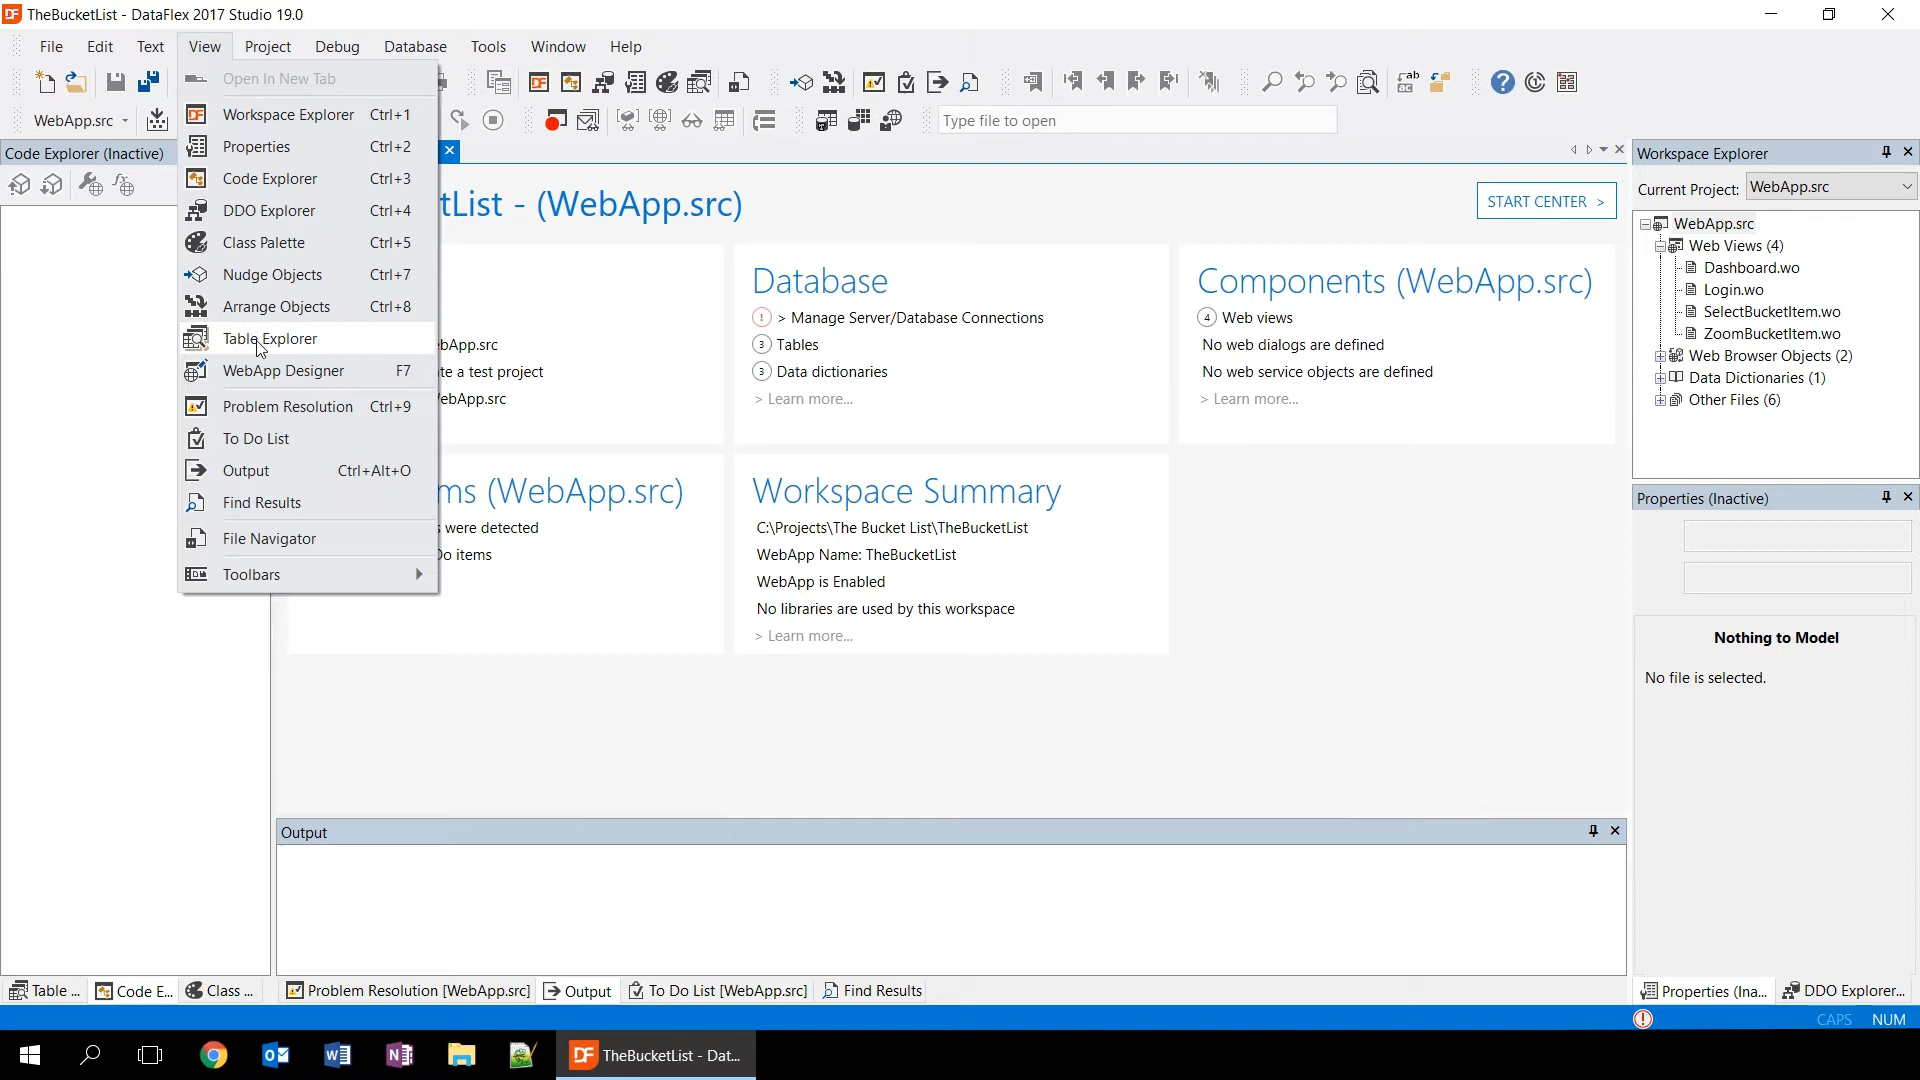 TheBucketList - DataFlex 2017 Studio 19.0
File Edit Text View Project Debug Database Tools Window Help
Open In New Tab
Workspace Explorer Ctrl+1
Properties Ctrl+2
Code Explorer Ctrl+3
DDO Explorer Ctrl+4
Class Palette Ctrl+5
Nudge Objects Ctrl+7
Arrange Objects Ctrl+8
Table Explorer
WebApp Designer F7
Problem Resolution Ctrl+9
To Do List
Output Ctrl+Alt+O
Find Results
File Navigator
Toolbars
WebApp.src
Type file to open
Code Explorer (Inactive)
tList - (WebApp.src)
START CENTER >
bApp.src
te a test project
ebApp.src
Database
! > Manage Server/Database Connections
3 Tables
3 Data dictionaries
> Learn more...
Components (WebApp.src)
4 Web views
No web dialogs are defined
No web service objects are defined
> Learn more...
ms (WebApp.src)
s were detected
Do items
Workspace Summary
C:\Projects\The Bucket List\TheBucketList
WebApp Name: TheBucketList
WebApp is Enabled
No libraries are used by this workspace
> Learn more...
Workspace Explorer
Current Project: WebApp.src
WebApp.src
Web Views (4)
Dashboard.wo
Login.wo
SelectBucketItem.wo
ZoomBucketItem.wo
Web Browser Objects (2)
Data Dictionaries (1)
Other Files (6)
Properties (Inactive)
Nothing to Model
No file is selected.
Output
Table ... Code E... Class ... Problem Resolution [WebApp.src] Output To Do List [WebApp.src] Find Results Properties (Ina... DDO Explorer...
CAPS NUM
TheBucketList - Dat...